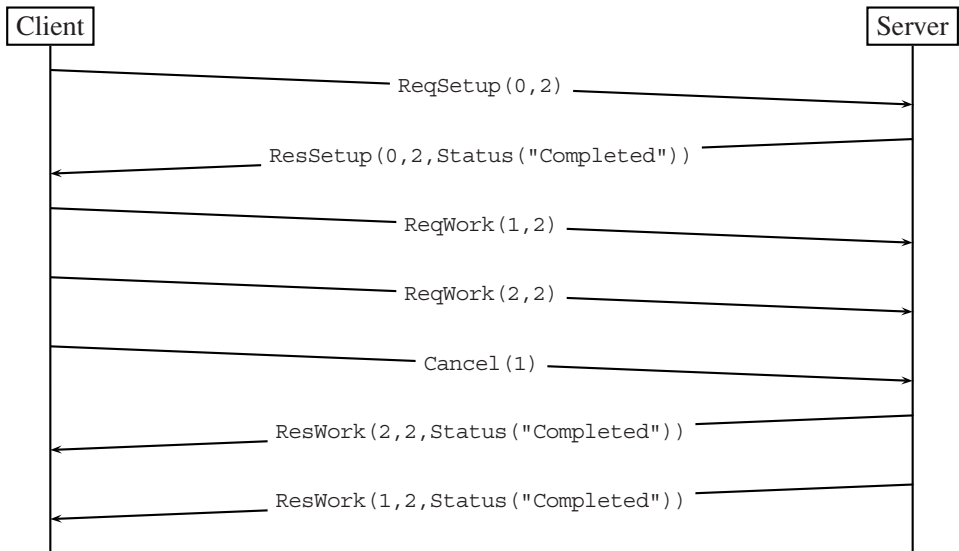 Client
Server
ReqSetup(0,2)
ResSetup(0,2,Status("Completed"))
ReqWork(1,2)
ReqWork(2,2)
Cancel(1)
ResWork(2,2,Status("Completed"))
ResWork(1,2,Status("Completed"))